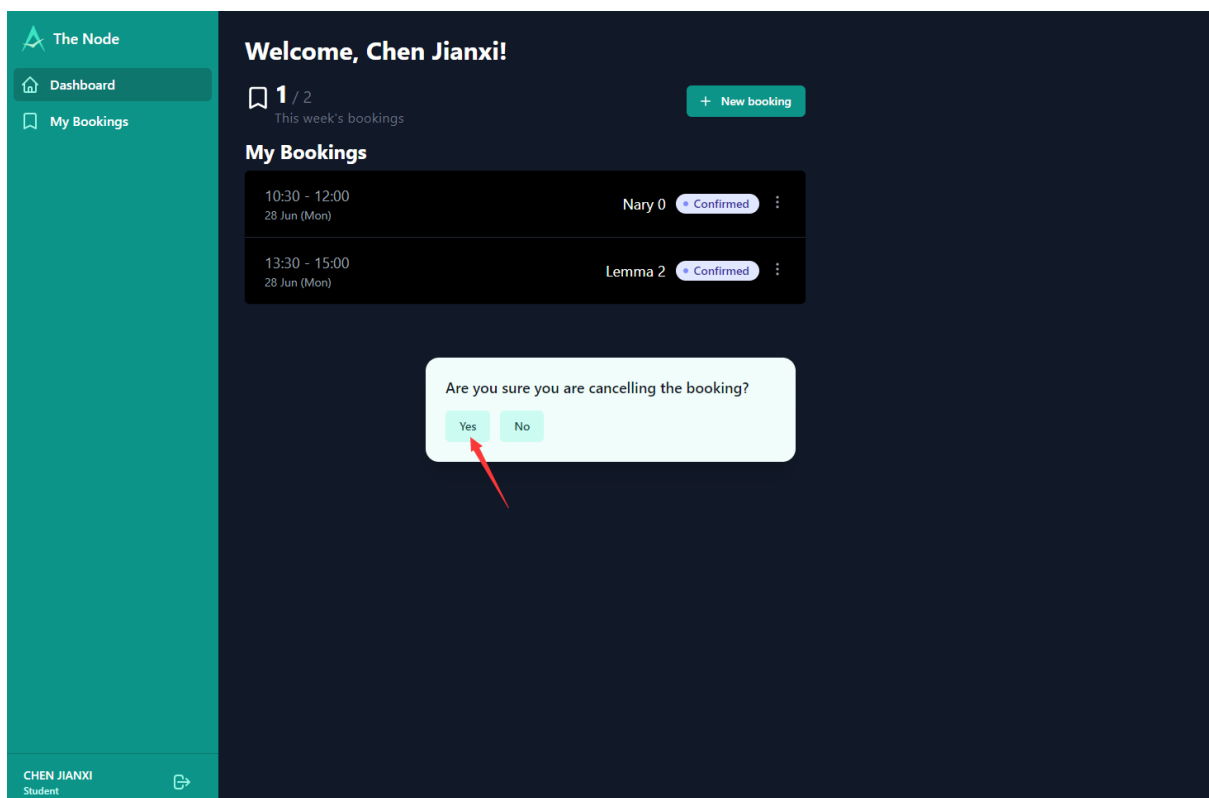 The Node
Dashboard
My Bookings
Welcome, Chen Jianxi!
1 / 2
This week's bookings
+ New booking
My Bookings
10:30 - 12:00
28 Jun (Mon)
Nary 0
Confirmed
13:30 - 15:00
28 Jun (Mon)
Lemma 2
Confirmed
Are you sure you are cancelling the booking?
Yes No
CHEN JIANXI
Student